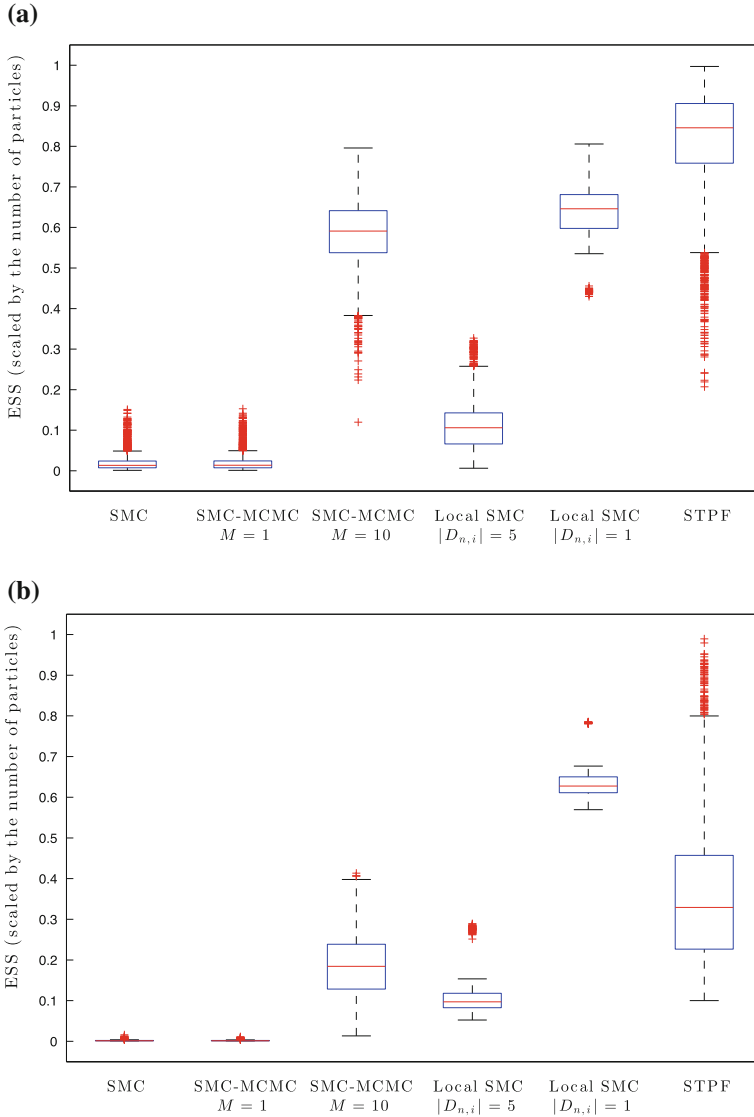 (a)
ESS (scaled by the number of particles)
1
0.9
0.8
0.7
0.6
0.5
0.4
0.3
0.2
0.1
0
SMC SMC-MCMC SMC-MCMC Local SMC Local SMC STPF
M = 1 M = 10 |D_{n,i}| = 5 |D_{n,i}| = 1
(b)
ESS (scaled by the number of particles)
1
0.9
0.8
0.7
0.6
0.5
0.4
0.3
0.2
0.1
0
SMC SMC-MCMC SMC-MCMC Local SMC Local SMC STPF
M = 1 M = 10 |D_{n,i}| = 5 |D_{n,i}| = 1